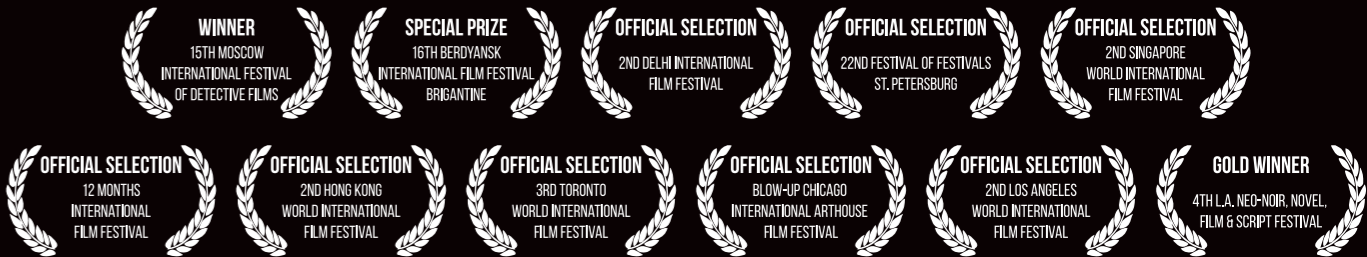 WINNER
15TH MOSCOW
INTERNATIONAL FESTIVAL
OF DETECTIVE FILMS
SPECIAL PRIZE
16TH BERDYANSK
INTERNATIONAL FILM FESTIVAL
BRIGANTINE
OFFICIAL SELECTION
2ND DELHI INTERNATIONAL
FILM FESTIVAL
OFFICIAL SELECTION
22ND FESTIVAL OF FESTIVALS
ST. PETERSBURG
OFFICIAL SELECTION
2ND SINGAPORE
WORLD INTERNATIONAL
FILM FESTIVAL
OFFICIAL SELECTION
12 MONTHS
INTERNATIONAL
FILM FESTIVAL
OFFICIAL SELECTION
2ND HONG KONG
WORLD INTERNATIONAL
FILM FESTIVAL
OFFICIAL SELECTION
3RD TORONTO
WORLD INTERNATIONAL
FILM FESTIVAL
OFFICIAL SELECTION
BLOW-UP CHICAGO
INTERNATIONAL ARTHOUSE
FILM FESTIVAL
OFFICIAL SELECTION
2ND LOS ANGELES
WORLD INTERNATIONAL
FILM FESTIVAL
GOLD WINNER
4TH L.A. NEO-NOIR, NOVEL,
FILM & SCRIPT FESTIVAL